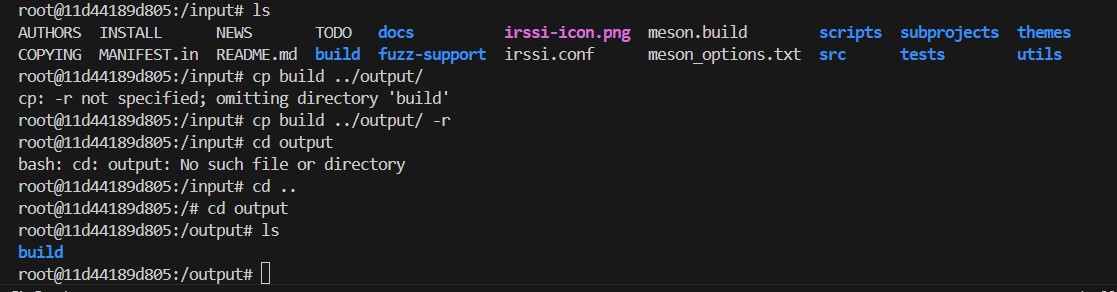 root@11d44189d805:/input# ls
AUTHORS  INSTALL      NEWS       TODO   docs          irssi-icon.png  meson.build        scripts  subprojects  themes
COPYING  MANIFEST.in  README.md  build  fuzz-support  irssi.conf      meson_options.txt  src      tests        utils
root@11d44189d805:/input# cp build ../output/
cp: -r not specified; omitting directory 'build'
root@11d44189d805:/input# cp build ../output/ -r
root@11d44189d805:/input# cd output
bash: cd: output: No such file or directory
root@11d44189d805:/input# cd ..
root@11d44189d805:/# cd output
root@11d44189d805:/output# ls
build
root@11d44189d805:/output#